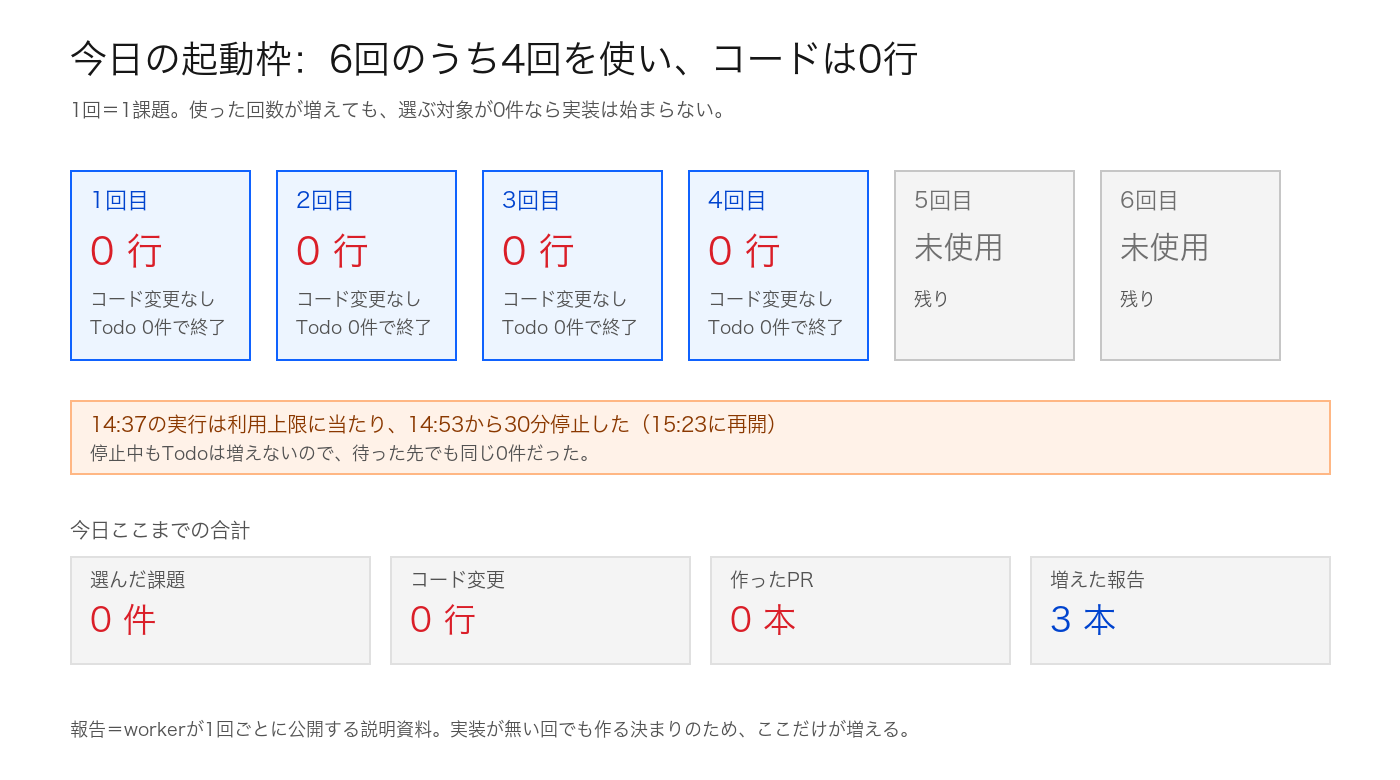 今日の起動枠：6回のうち4回を使い、コードは0行
1回＝1課題。使った回数が増えても、選ぶ対象が0件なら実装は始まらない。
1回目
0 行
コード変更なし
Todo 0件で終了
2回目
0 行
コード変更なし
Todo 0件で終了
3回目
0 行
コード変更なし
Todo 0件で終了
4回目
0 行
コード変更なし
Todo 0件で終了
5回目
未使用
残り
6回目
未使用
残り
14:37の実行は利用上限に当たり、14:53から30分停止した（15:23に再開）
停止中もTodoは増えないので、待った先でも同じ0件だった。
今日ここまでの合計
選んだ課題
0 件
コード変更
0 行
作ったPR
0 本
増えた報告
3 本
報告＝workerが1回ごとに公開する説明資料。実装が無い回でも作る決まりのため、ここだけが増える。